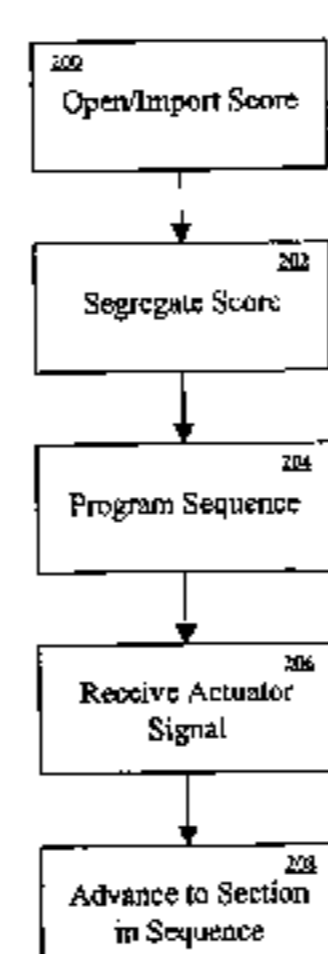 200
Open/Import Score
202
Segregate Score
204
Program Sequence
206
Receive Actuator
Signal
208
Advance to Section
in Sequence